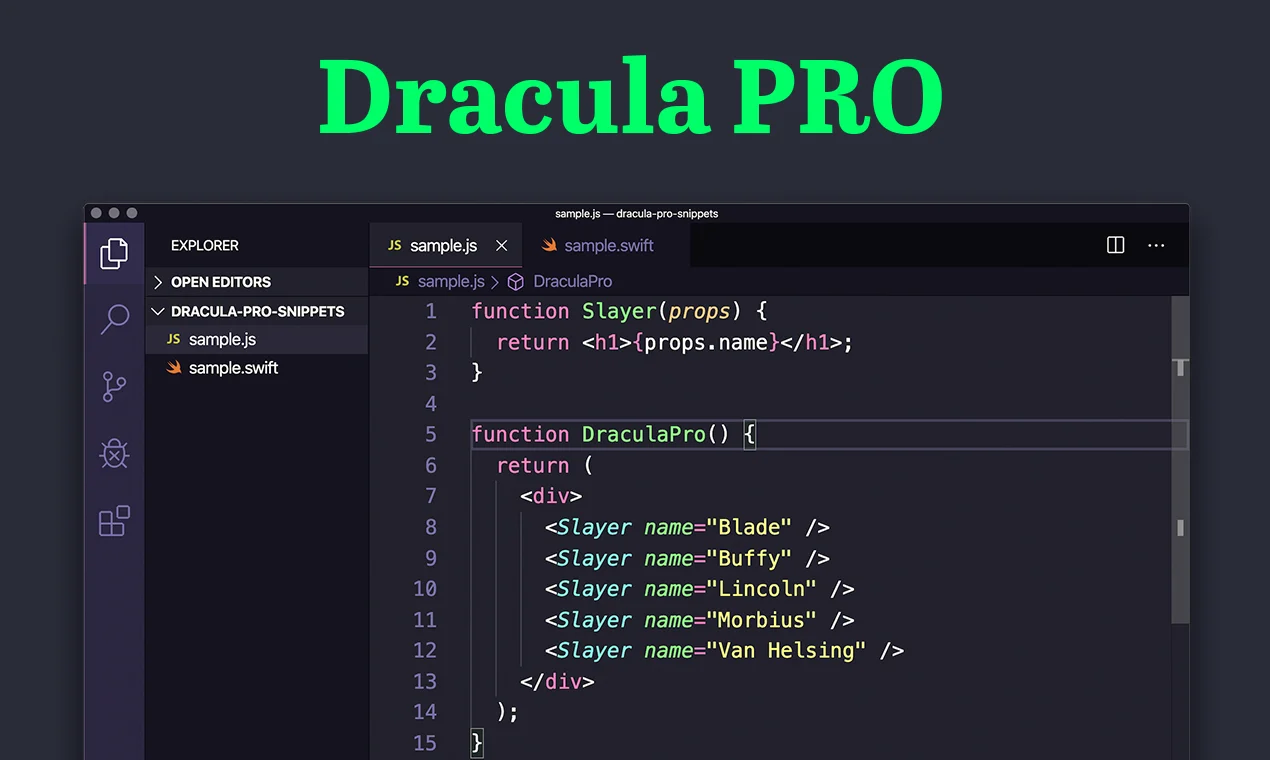 Dracula PRO
sample.js — dracula-pro-snippets
EXPLORER
OPEN EDITORS
DRACULA-PRO-SNIPPETS
JS sample.js
sample.swift
JS sample.js
sample.swift
JS sample.js > DraculaPro
1 function Slayer(props) {
2 return <h1>{props.name}</h1>;
3 }
4
5 function DraculaPro() {
6 return (
7 <div>
8 <Slayer name="Blade" />
9 <Slayer name="Buffy" />
10 <Slayer name="Lincoln" />
11 <Slayer name="Morbius" />
12 <Slayer name="Van Helsing" />
13 </div>
14 );
15 }